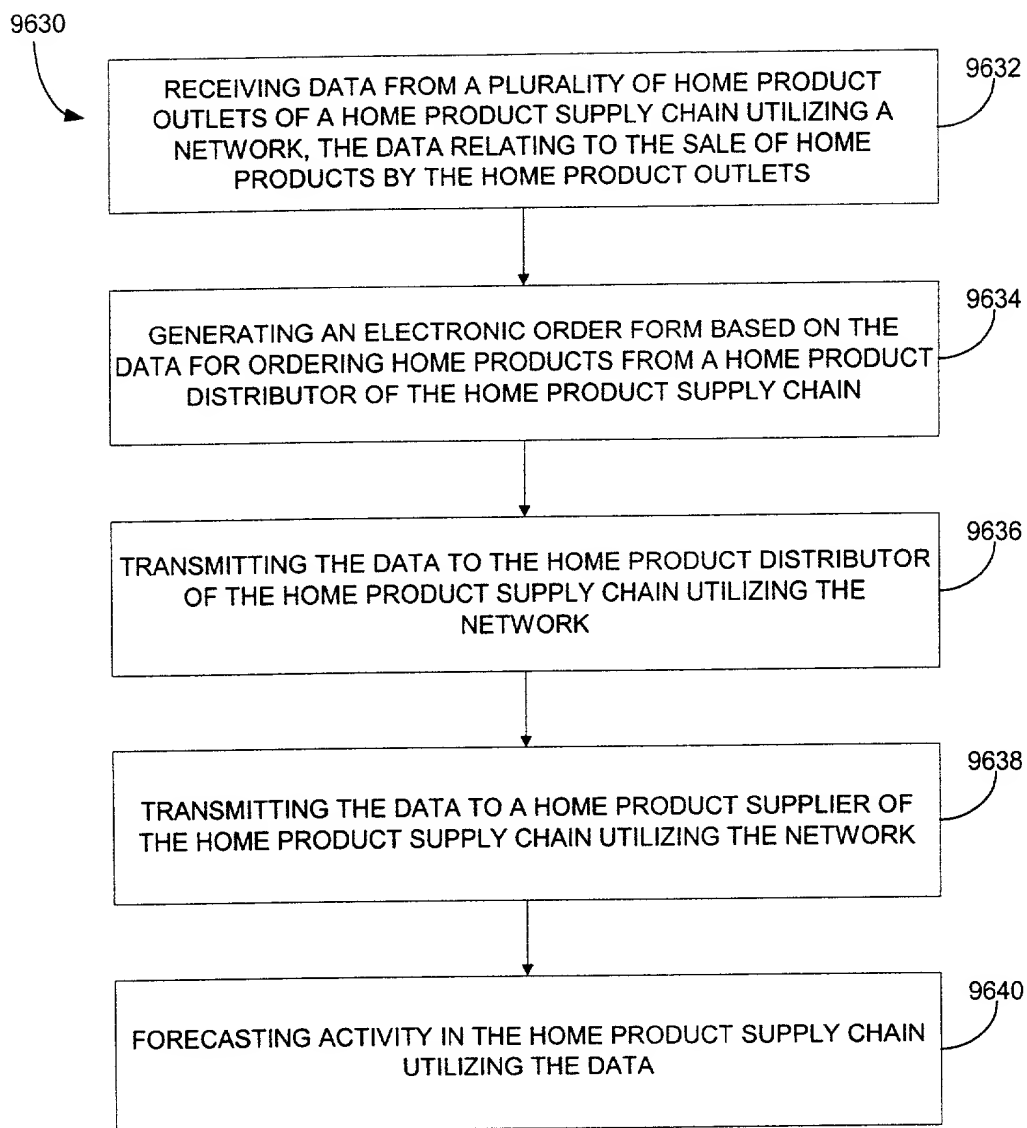 9630
9632
RECEIVING DATA FROM A PLURALITY OF HOME PRODUCT
OUTLETS OF A HOME PRODUCT SUPPLY CHAIN UTILIZING A
NETWORK, THE DATA RELATING TO THE SALE OF HOME
PRODUCTS BY THE HOME PRODUCT OUTLETS
9634
GENERATING AN ELECTRONIC ORDER FORM BASED ON THE
DATA FOR ORDERING HOME PRODUCTS FROM A HOME PRODUCT
DISTRIBUTOR OF THE HOME PRODUCT SUPPLY CHAIN
9636
TRANSMITTING THE DATA TO THE HOME PRODUCT DISTRIBUTOR
OF THE HOME PRODUCT SUPPLY CHAIN UTILIZING THE
NETWORK
9638
TRANSMITTING THE DATA TO A HOME PRODUCT SUPPLIER OF
THE HOME PRODUCT SUPPLY CHAIN UTILIZING THE NETWORK
9640
FORECASTING ACTIVITY IN THE HOME PRODUCT SUPPLY CHAIN
UTILIZING THE DATA